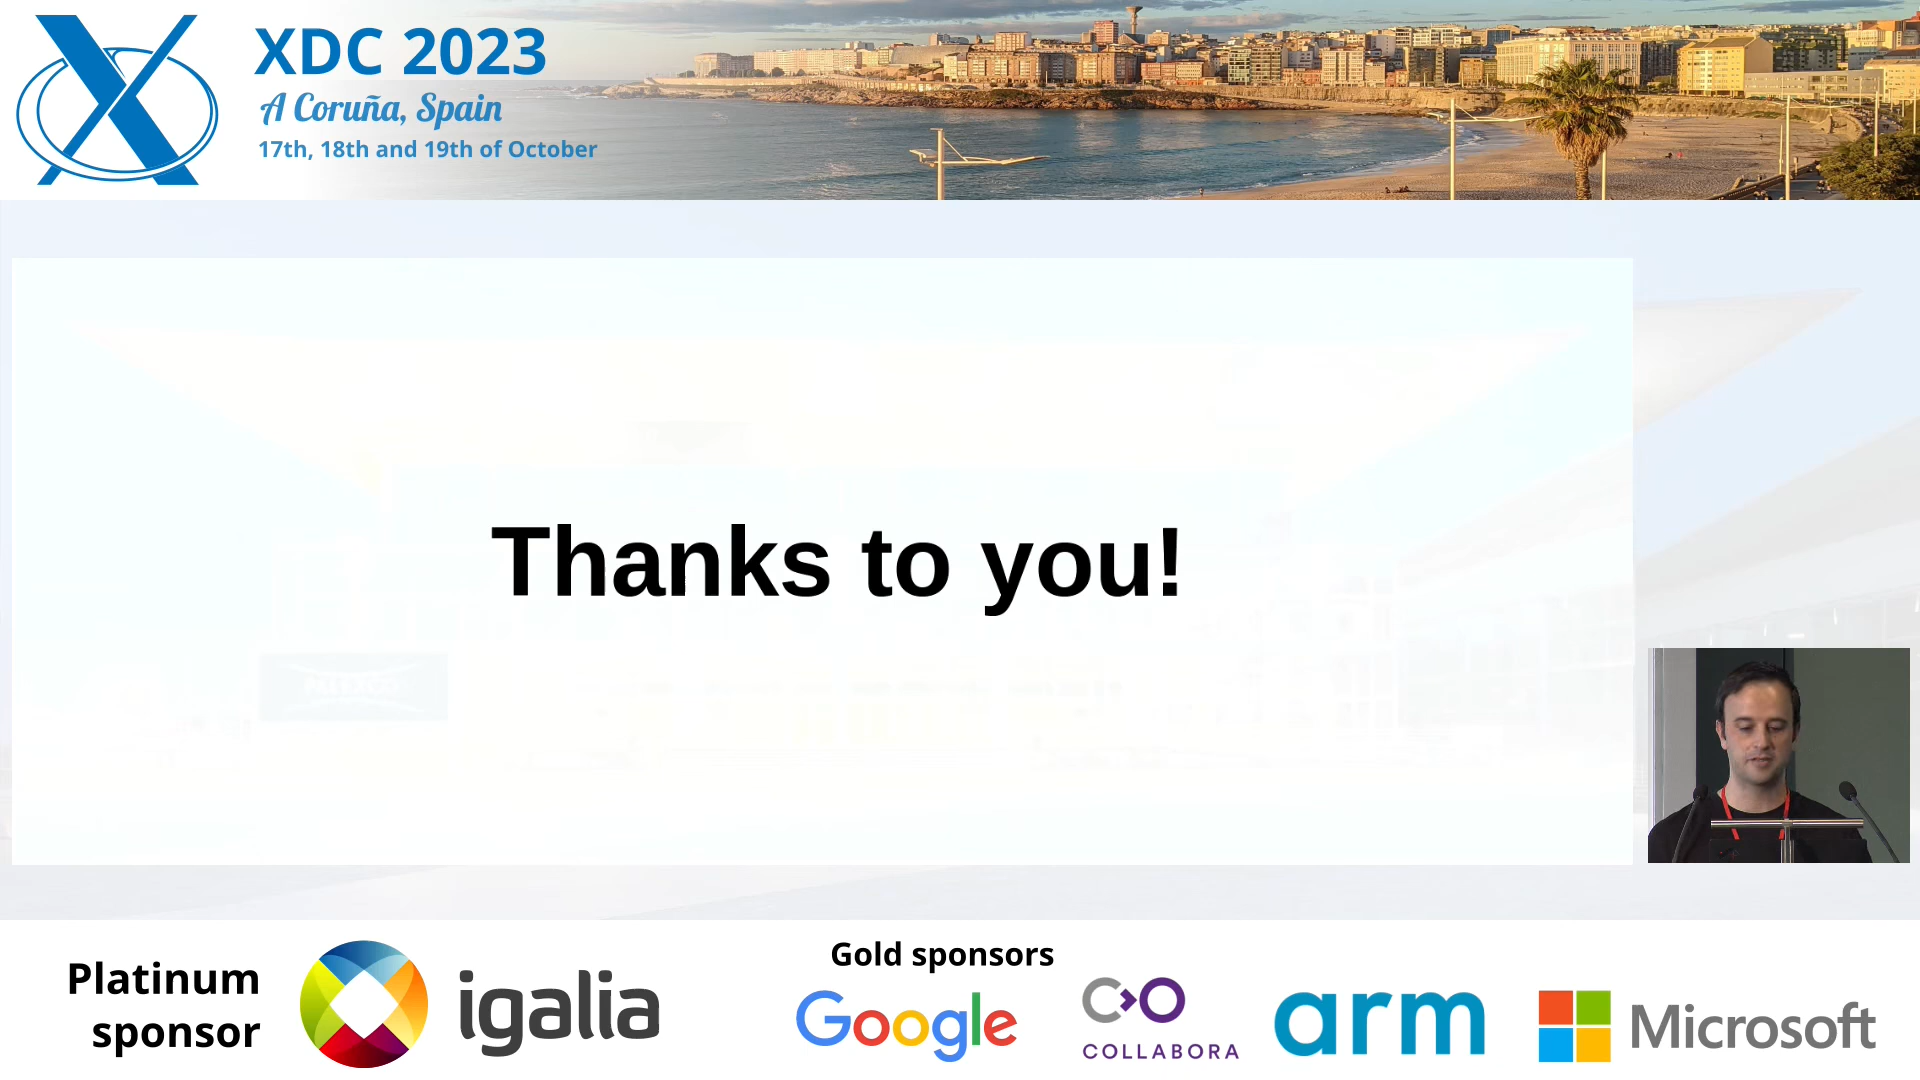 XDC 2023
A Coruña, Spain
17th, 18th and 19th of October
Thanks to you!
Platinum
sponsor
igalia
Gold sponsors
Google
COLLABORA
arm
Microsoft